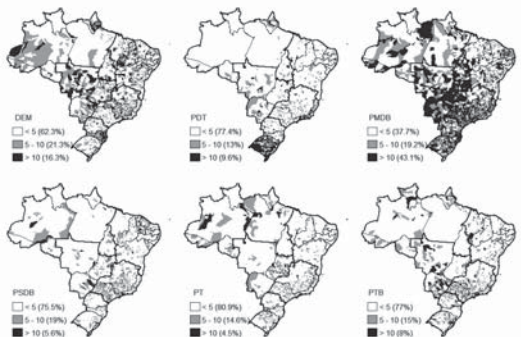 DEM
< 5 (62.3%)
5 - 10 (21.3%)
> 10 (16.3%)
PDT
< 5 (77.4%)
5 - 10 (13%)
> 10 (9.6%)
PMDB
< 5 (37.7%)
5 - 10 (19.2%)
> 10 (43.1%)
PSDB
< 5 (75.5%)
5 - 10 (19%)
> 10 (5.6%)
PT
< 5 (80.9%)
5 - 10 (14.6%)
> 10 (4.5%)
PTB
< 5 (77%)
5 - 10 (15%)
> 10 (8%)